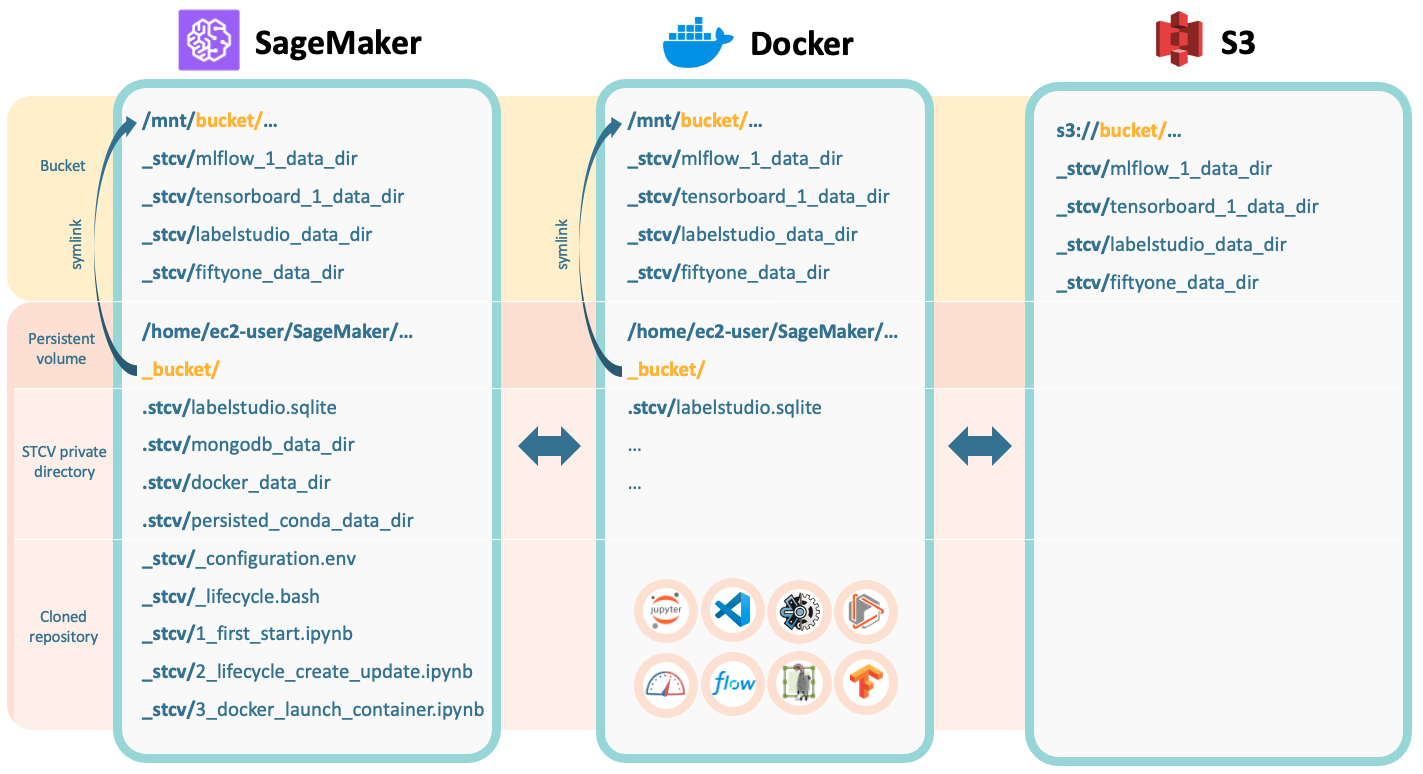 SageMaker
Docker
S3
Bucket
symlink
Persistent
volume
STCV private
directory
Cloned
repository
/mnt/bucket/...
_stcv/mlflow_1_data_dir
_stcv/tensorboard_1_data_dir
_stcv/labelstudio_data_dir
_stcv/fiftyone_data_dir
/home/ec2-user/SageMaker/...
_bucket/
.stcv/labelstudio.sqlite
.stcv/mongodb_data_dir
.stcv/docker_data_dir
.stcv/persisted_conda_data_dir
_stcv/_configuration.env
_stcv/_lifecycle.bash
_stcv/1_first_start.ipynb
_stcv/2_lifecycle_create_update.ipynb
_stcv/3_docker_launch_container.ipynb
symlink
/mnt/bucket/...
_stcv/mlflow_1_data_dir
_stcv/tensorboard_1_data_dir
_stcv/labelstudio_data_dir
_stcv/fiftyone_data_dir
/home/ec2-user/SageMaker/...
_bucket/
.stcv/labelstudio.sqlite
...
...
jupyter
flow
s3://bucket/...
_stcv/mlflow_1_data_dir
_stcv/tensorboard_1_data_dir
_stcv/labelstudio_data_dir
_stcv/fiftyone_data_dir